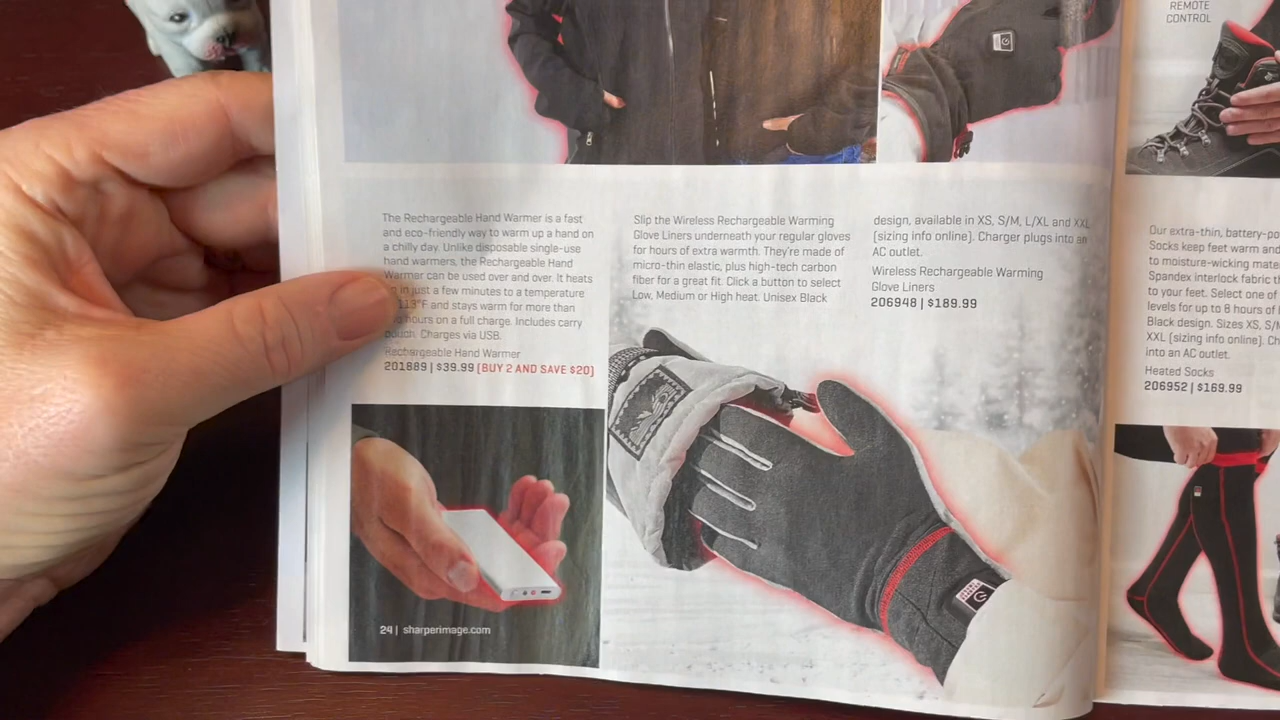 REMOTE
CONTROL
The Rechargeable Hand Warmer is a fast
and eco-friendly way to warm up a hand on
a chilly day. Unlike disposable single-use
hand warmers, the Rechargeable Hand
Warmer can be used over and over. It heats
in just a few minutes to a temperature
119°F and stays warm for more than
hours on a full charge. Includes carry
pouch. Charges via USB.
Rechargeable Hand Warmer
201889 | $39.99 (BUY 2 AND SAVE $20)
24 | sharperimage.com
Slip the Wireless Rechargeable Warming
Glove Liners underneath your regular gloves
for hours of extra warmth. They're made of
micro-thin elastic, plus high-tech carbon
fiber for a great fit. Click a button to select
Low, Medium or High heat. Unisex Black
design, available in XS, S/M, L/XL and XXL
(sizing info online). Charger plugs into an
AC outlet.
Wireless Rechargeable Warming
Glove Liners
206948 | $189.99
Our extra-thin, battery-po
Socks keep feet warm and
to moisture-wicking mate
Spandex interlock fabric th
to your feet. Select one of
levels for up to 8 hours of
Black design. Sizes XS, S/
XXL (sizing info online). Ch
into an AC outlet.
Heated Socks
206952 | $169.99